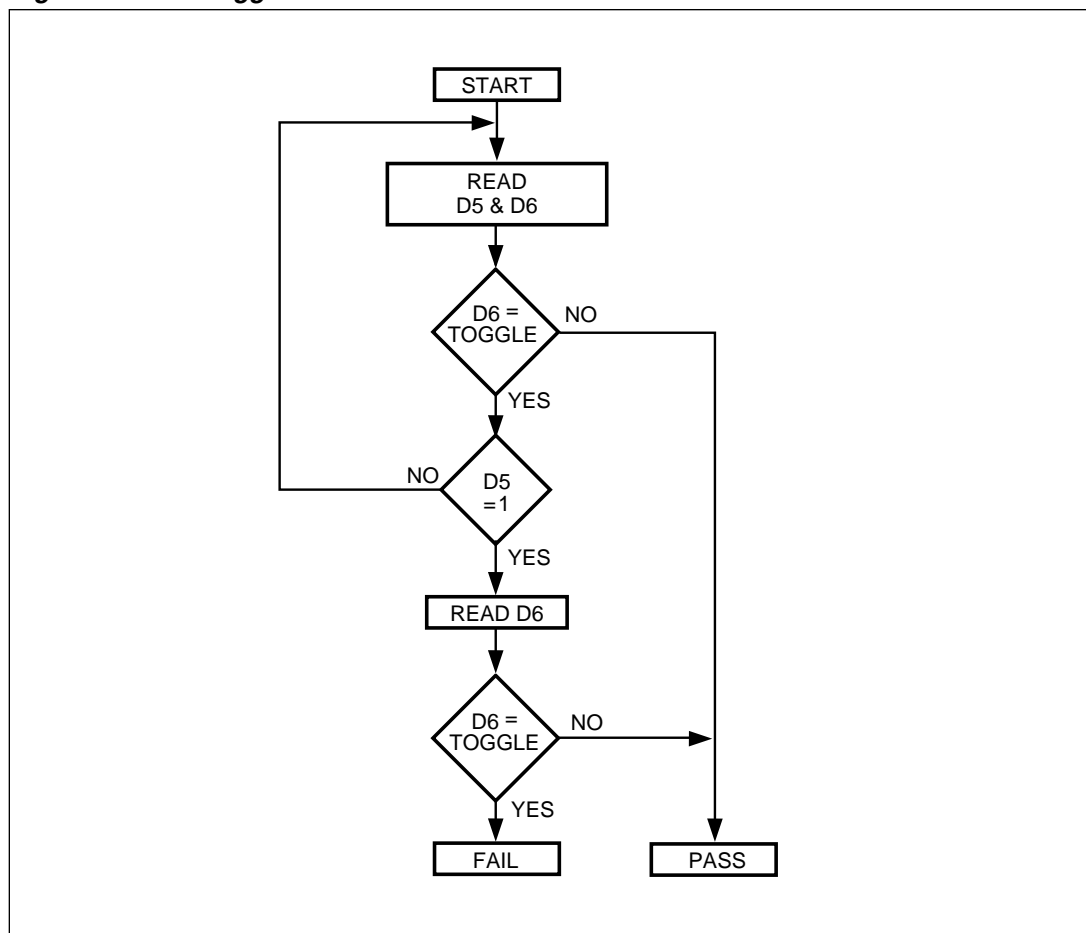 START
READ
D5 & D6
D6 =
TOGGLE
NO
YES
NO
D5
=1
YES
READ D6
D6 =
TOGGLE
NO
YES
FAIL
PASS